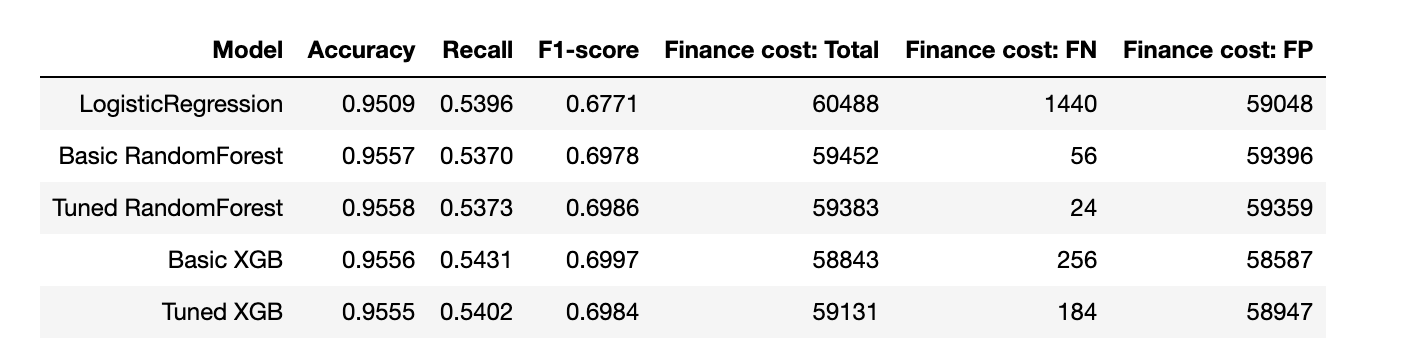 Model Accuracy Recall F1-score Finance cost: Total Finance cost: FN Finance cost: FP
LogisticRegression 0.9509 0.5396 0.6771 60488 1440 59048
Basic RandomForest 0.9557 0.5370 0.6978 59452 56 59396
Tuned RandomForest 0.9558 0.5373 0.6986 59383 24 59359
Basic XGB 0.9556 0.5431 0.6997 58843 256 58587
Tuned XGB 0.9555 0.5402 0.6984 59131 184 58947